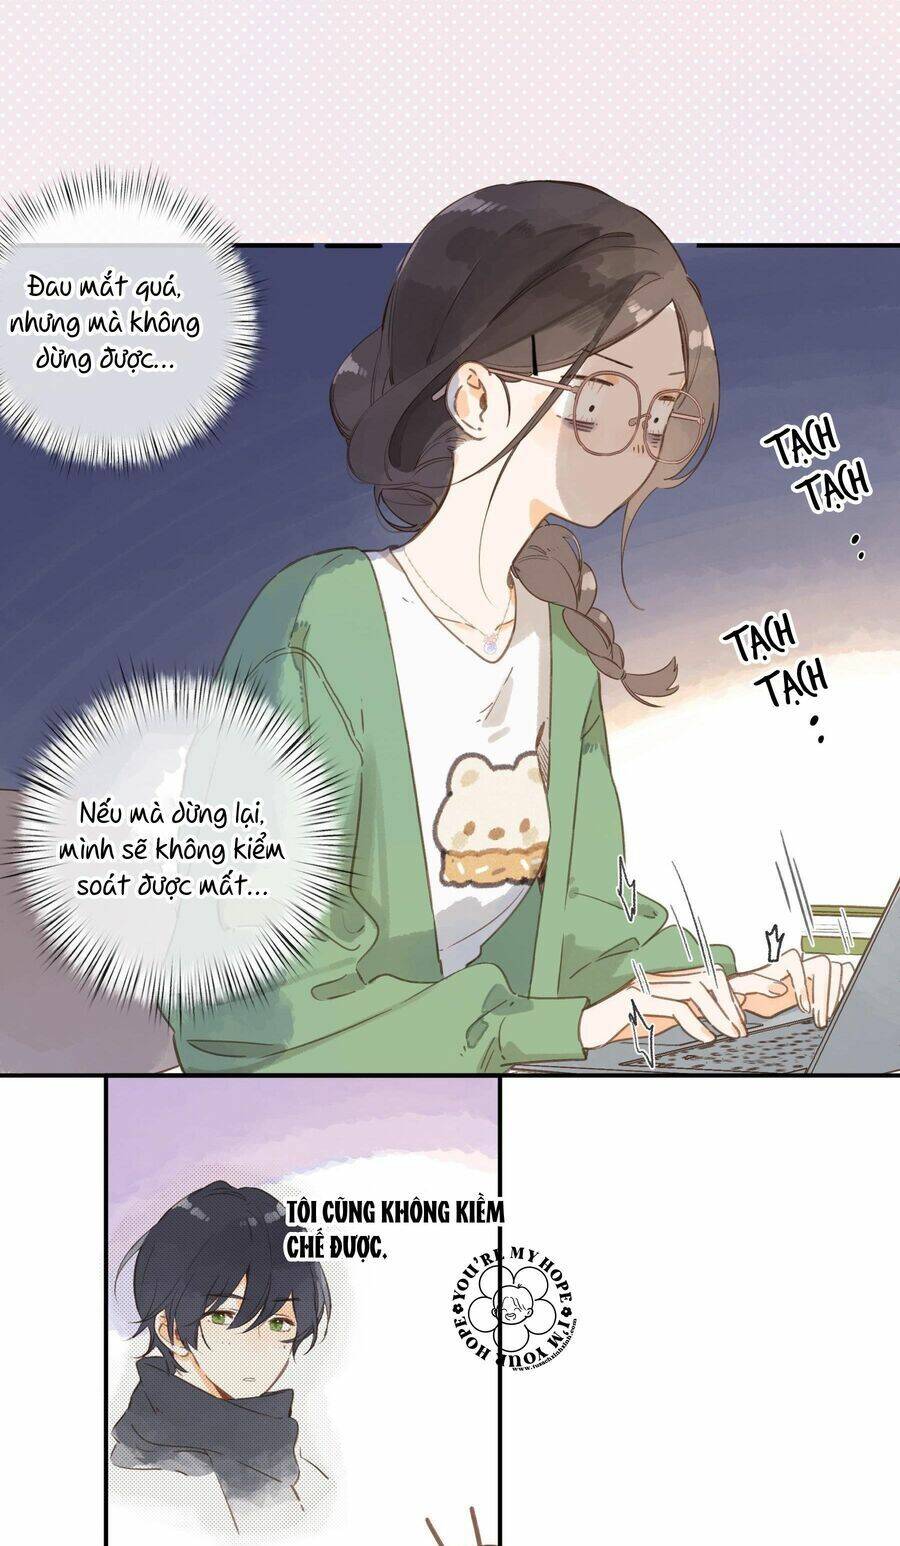 Đau mắt quá,
nhưng mà không
dừng được...
TẠCH
TẠCH
TẠCH
TẠCH
Nếu mà dừng lại,
mình sẽ không kiểm
soát được mất...
TÔI CŨNG KHÔNG KIỀM
CHẾ ĐƯỢC.
YOU'RE MY HOPE
I'M YOUR HOPE